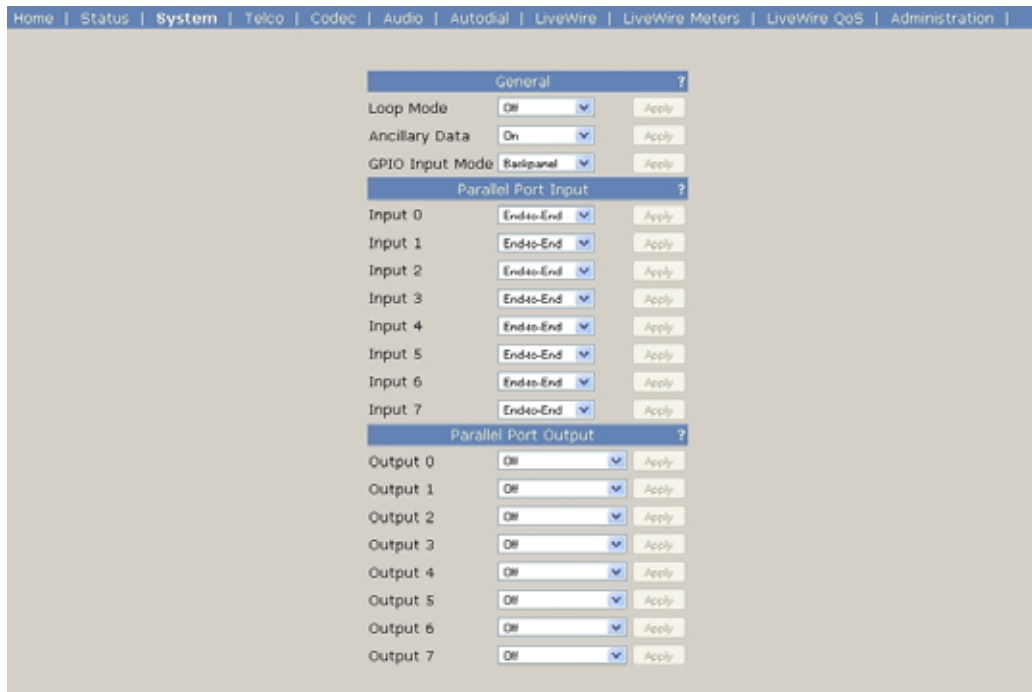 Home | Status | System | Telco | Codec | Audio | Autodial | LiveWire | LiveWire Meters | LiveWire QoS | Administration |
General ?
Loop Mode Off Apply
Ancillary Data On Apply
GPIO Input Mode Backpanel Apply
Parallel Port Input ?
Input 0 End-to-End Apply
Input 1 End-to-End Apply
Input 2 End-to-End Apply
Input 3 End-to-End Apply
Input 4 End-to-End Apply
Input 5 End-to-End Apply
Input 6 End-to-End Apply
Input 7 End-to-End Apply
Parallel Port Output ?
Output 0 Off Apply
Output 1 Off Apply
Output 2 Off Apply
Output 3 Off Apply
Output 4 Off Apply
Output 5 Off Apply
Output 6 Off Apply
Output 7 Off Apply